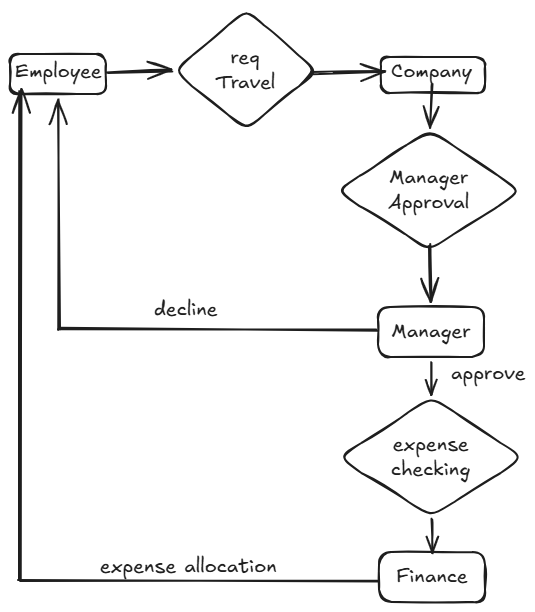 Employee
req
Travel
Company
Manager
Approval
decline
Manager
approve
expense
checking
expense allocation
Finance